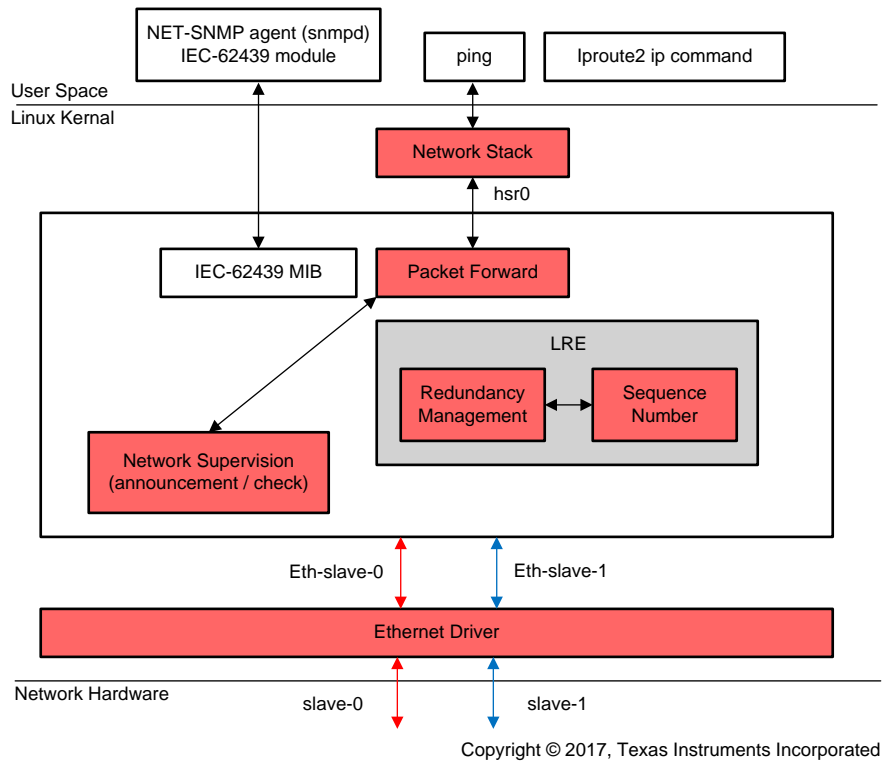 NET-SNMP agent (snmpd)
IEC-62439 module
ping
Iproute2 ip command
User Space
Linux Kernal
Network Stack
hsr0
IEC-62439 MIB
Packet Forward
LRE
Redundancy
Management
Sequence
Number
Network Supervision
(announcement / check)
Eth-slave-0
Eth-slave-1
Ethernet Driver
Network Hardware
slave-0
slave-1
Copyright © 2017, Texas Instruments Incorporated